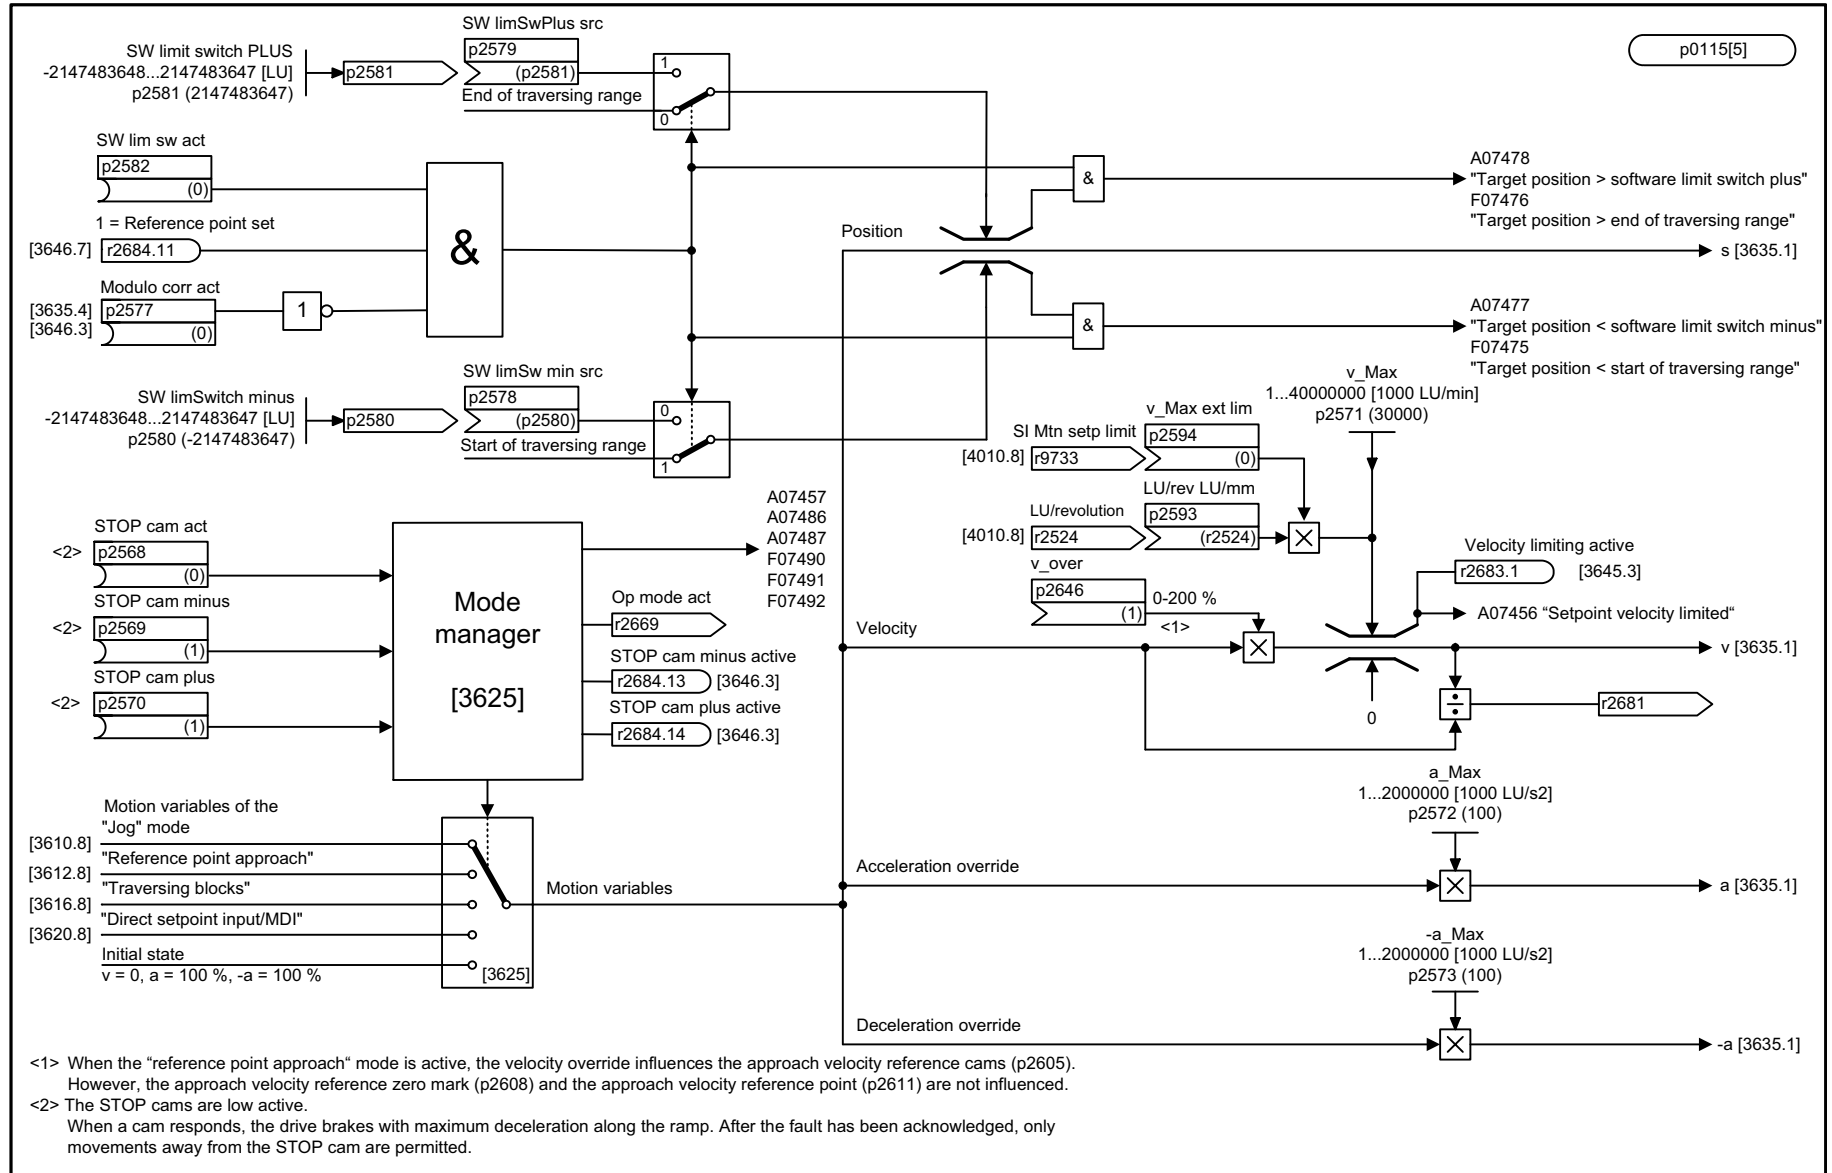 SW limSwPlus src
SW limit switch PLUS
-2147483648...2147483647 [LU]
p2581 (2147483647)
p2581
p2579
(p2581)
End of traversing range
1
0
p0115[5]
SW lim sw act
p2582
(0)
1 = Reference point set
[3646.7]
r2684.11
Modulo corr act
[3635.4]
[3646.3]
p2577
(0)
1
&
&
A07478
"Target position > software limit switch plus"
F07476
"Target position > end of traversing range"
Position
s [3635.1]
&
A07477
"Target position < software limit switch minus"
F07475
"Target position < start of traversing range"
SW limSw min src
SW limSwitch minus
-2147483648...2147483647 [LU]
p2580 (-2147483647)
p2580
p2578
(p2580)
Start of traversing range
0
1
v_Max
1...40000000 [1000 LU/min]
p2571 (30000)
v_Max ext lim
SI Mtn setp limit
[4010.8]
r9733
p2594
(0)
LU/rev LU/mm
LU/revolution
[4010.8]
r2524
p2593
(r2524)
×
v_over
p2646
(1)
0-200 %
<1>
Velocity
×
Velocity limiting active
r2683.1
[3645.3]
A07456 “Setpoint velocity limited“
v [3635.1]
0
÷
r2681
STOP cam act
<2>
p2568
(0)
STOP cam minus
<2>
p2569
(1)
STOP cam plus
<2>
p2570
(1)
Mode
manager
[3625]
A07457
A07486
A07487
F07490
F07491
F07492
Op mode act
r2669
STOP cam minus active
r2684.13
[3646.3]
STOP cam plus active
r2684.14
[3646.3]
a_Max
1...2000000 [1000 LU/s2]
p2572 (100)
Acceleration override
×
a [3635.1]
Motion variables of the
"Jog" mode
[3610.8]
"Reference point approach"
[3612.8]
"Traversing blocks"
[3616.8]
"Direct setpoint input/MDI"
[3620.8]
Initial state
v = 0, a = 100 %, -a = 100 %
[3625]
Motion variables
-a_Max
1...2000000 [1000 LU/s2]
p2573 (100)
Deceleration override
×
-a [3635.1]
<1> When the “reference point approach“ mode is active, the velocity override influences the approach velocity reference cams (p2605).
However, the approach velocity reference zero mark (p2608) and the approach velocity reference point (p2611) are not influenced.
<2> The STOP cams are low active.
When a cam responds, the drive brakes with maximum deceleration along the ramp. After the fault has been acknowledged, only
movements away from the STOP cam are permitted.